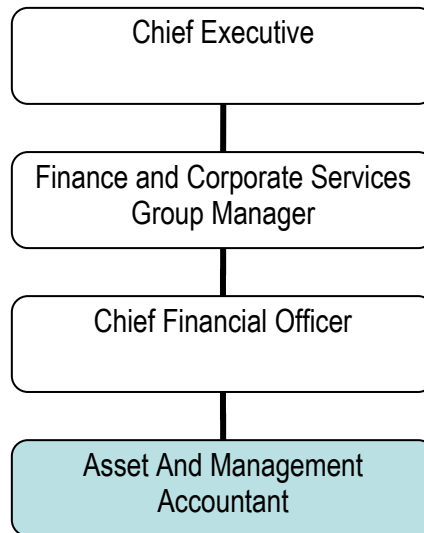 Chief Executive
Finance and Corporate Services
Group Manager
Chief Financial Officer
Asset And Management
Accountant